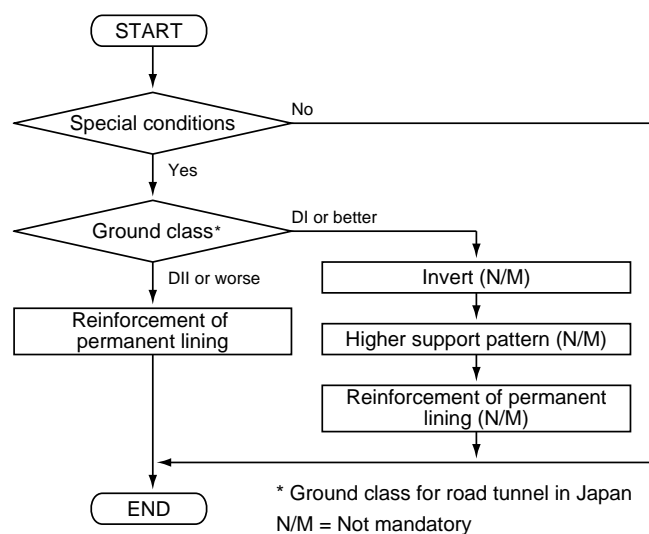 START
Special conditions
No
Yes
Ground class*
DI or better
DII or worse
Invert (N/M)
Reinforcement of
permanent lining
Higher support pattern (N/M)
Reinforcement of permanent
lining (N/M)
END
* Ground class for road tunnel in Japan
N/M = Not mandatory